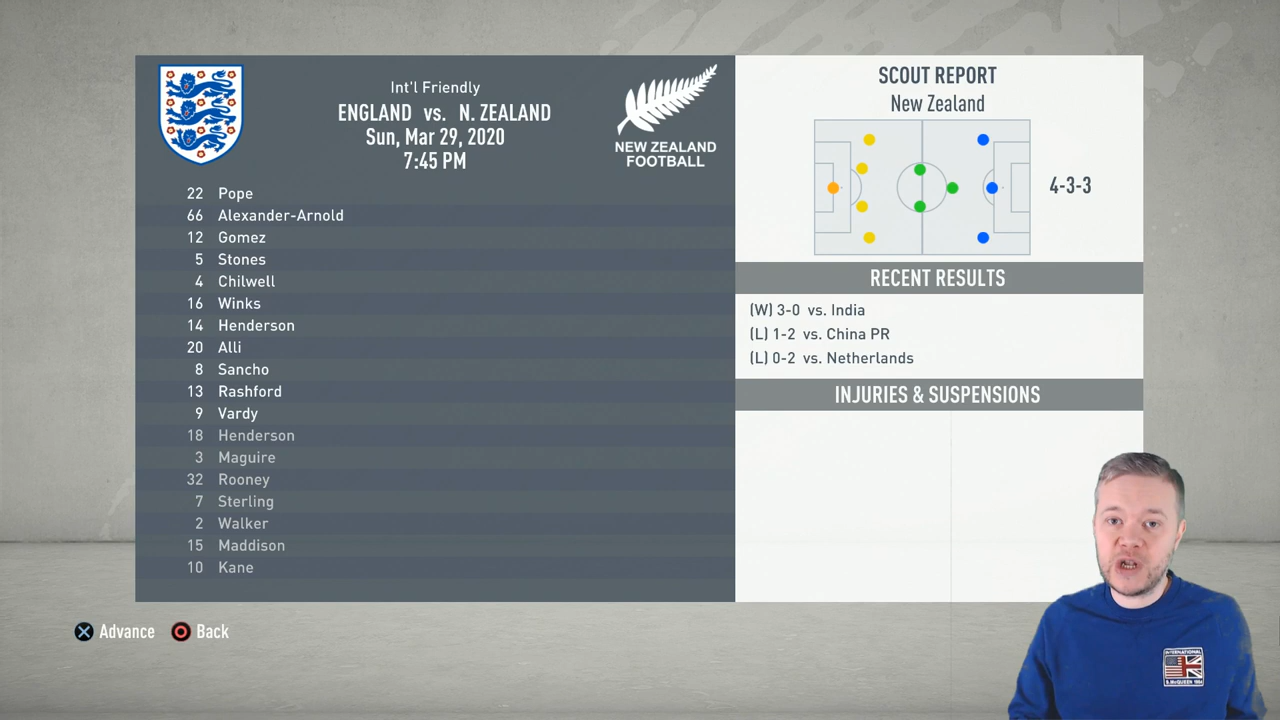 Int'l Friendly
ENGLAND vs. N. ZEALAND
Sun, Mar 29, 2020
7:45 PM
NEW ZEALAND
FOOTBALL
22 Pope
66 Alexander-Arnold
12 Gomez
5 Stones
4 Chilwell
16 Winks
14 Henderson
20 Alli
8 Sancho
13 Rashford
9 Vardy
18 Henderson
3 Maguire
32 Rooney
7 Sterling
2 Walker
15 Maddison
10 Kane
SCOUT REPORT
New Zealand
4-3-3
RECENT RESULTS
(W) 3-0 vs. India
(L) 1-2 vs. China PR
(L) 0-2 vs. Netherlands
INJURIES & SUSPENSIONS
Advance Back
INTERNATIONAL
S.McQUEEN 1964